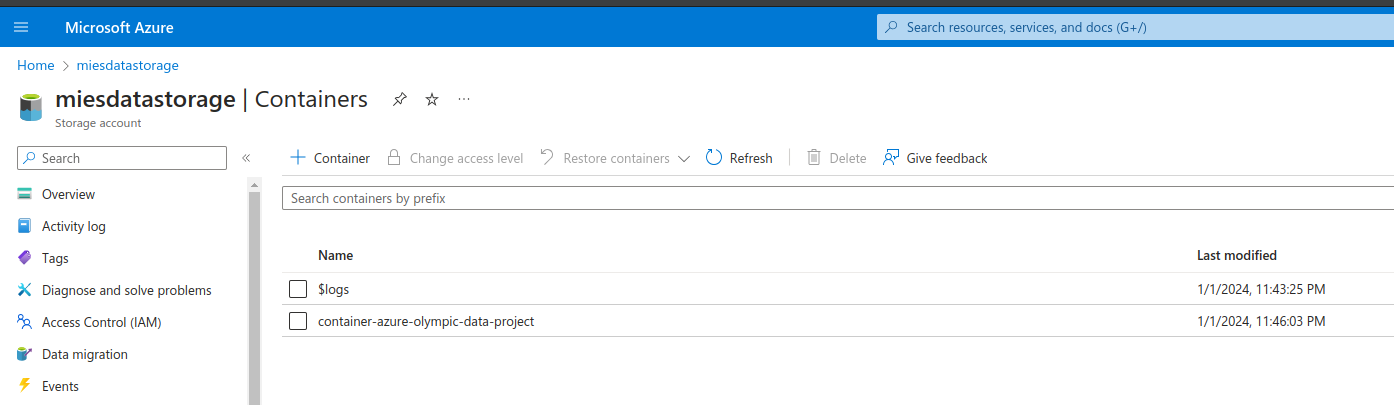 Microsoft Azure
Search resources, services, and docs (G+/)
Home > miesdatastorage
miesdatastorage | Containers
Storage account
Search
Container Change access level Restore containers Refresh Delete Give feedback
Search containers by prefix
Overview
Activity log
Tags
Diagnose and solve problems
Access Control (IAM)
Data migration
Events
Name Last modified
$logs 1/1/2024, 11:43:25 PM
container-azure-olympic-data-project 1/1/2024, 11:46:03 PM